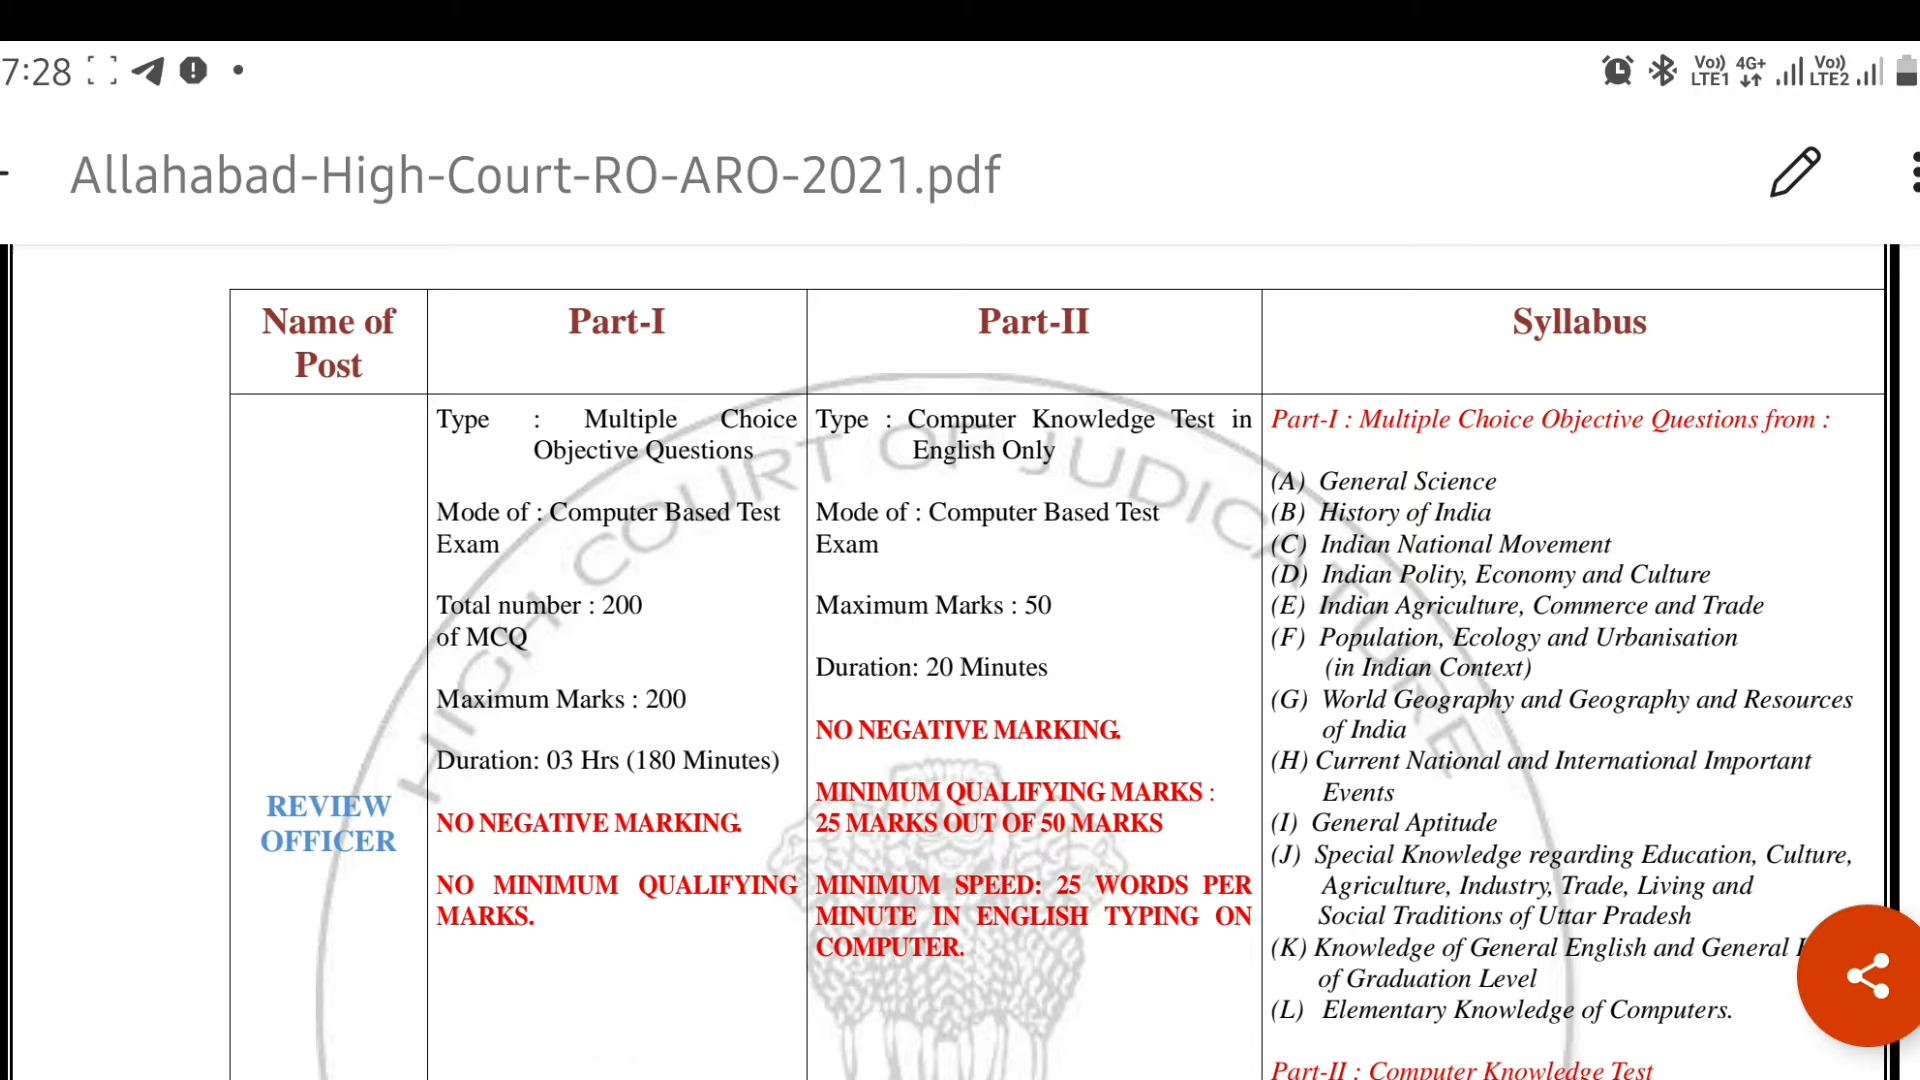 7:28
Vo)) LTE1 4G+ Vo)) LTE2
Allahabad-High-Court-RO-ARO-2021.pdf
Name of
Post
Part-I
Part-II
Syllabus
REVIEW
OFFICER
Type : Multiple Choice
Objective Questions
Mode of : Computer Based Test
Exam
Total number : 200
of MCQ
Maximum Marks : 200
Duration: 03 Hrs (180 Minutes)
NO NEGATIVE MARKING.
NO MINIMUM QUALIFYING
MARKS.
Type : Computer Knowledge Test in
English Only
Mode of : Computer Based Test
Exam
Maximum Marks : 50
Duration: 20 Minutes
NO NEGATIVE MARKING.
MINIMUM QUALIFYING MARKS :
25 MARKS OUT OF 50 MARKS
MINIMUM SPEED: 25 WORDS PER
MINUTE IN ENGLISH TYPING ON
COMPUTER.
Part-I : Multiple Choice Objective Questions from :
(A) General Science
(B) History of India
(C) Indian National Movement
(D) Indian Polity, Economy and Culture
(E) Indian Agriculture, Commerce and Trade
(F) Population, Ecology and Urbanisation
(in Indian Context)
(G) World Geography and Geography and Resources
of India
(H) Current National and International Important
Events
(I) General Aptitude
(J) Special Knowledge regarding Education, Culture,
Agriculture, Industry, Trade, Living and
Social Traditions of Uttar Pradesh
(K) Knowledge of General English and General
of Graduation Level
(L) Elementary Knowledge of Computers.
Part-II : Computer Knowledge Test
HIGH COURT OF JUDICATURE